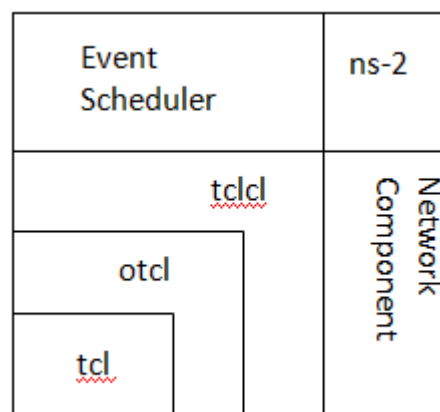 Event
Scheduler
ns-2
tclcl
Network
Component
otcl
tcl